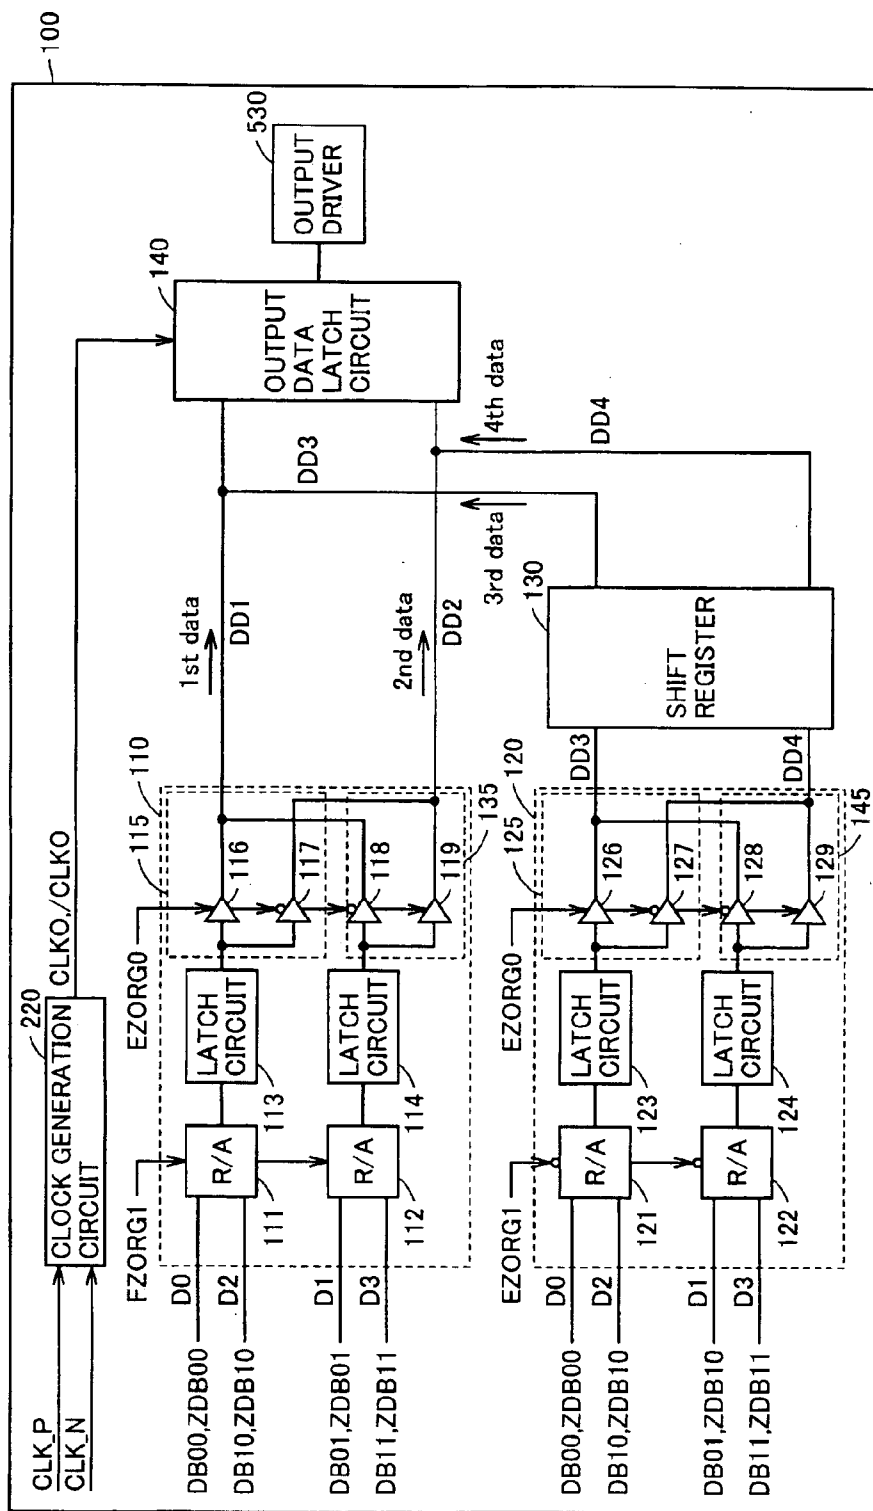 100
CLK_P
CLK_N
CLOCK GENERATION
CIRCUIT
220
CLKO,/CLKO
FZORG1
EZORG0
115
110
DB00,ZDB00
D0
DB10,ZDB10
D2
R/A
111
LATCH
CIRCUIT
113
116
117
1st data
DD1
DB01,ZDB01
D1
DB11,ZDB11
D3
R/A
112
LATCH
CIRCUIT
114
118
119
135
2nd data
DD2
DD3
OUTPUT
DATA
LATCH
CIRCUIT
140
OUTPUT
DRIVER
530
3rd data
4th data
DD4
EZORG1
EZORG0
125
120
DB00,ZDB00
D0
DB10,ZDB10
D2
R/A
121
LATCH
CIRCUIT
123
126
127
DD3
DB01,ZDB10
D1
DB11,ZDB11
D3
R/A
122
LATCH
CIRCUIT
124
128
129
145
DD4
SHIFT
REGISTER
130